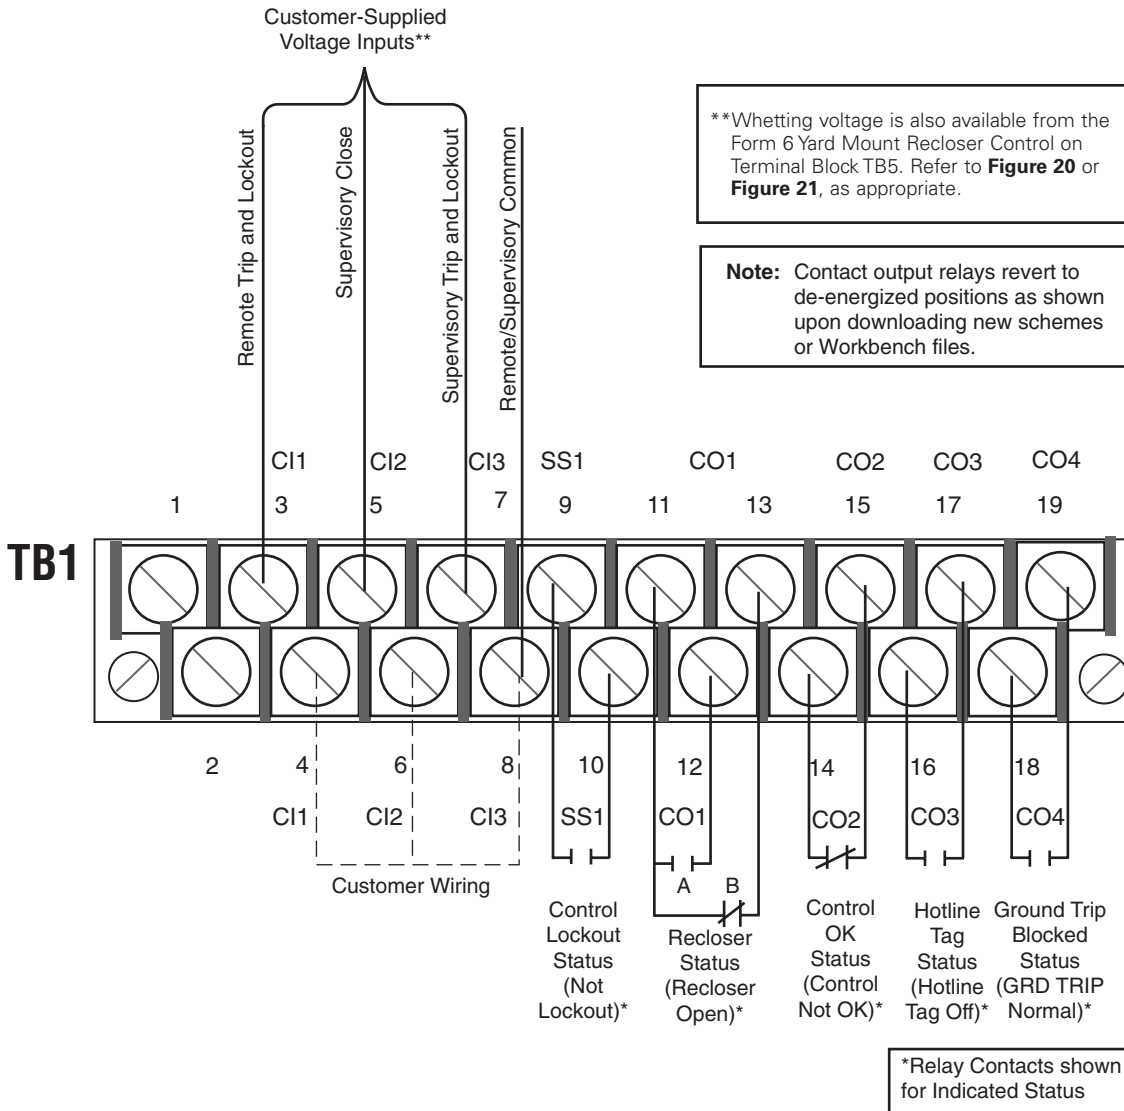 Customer-Supplied
Voltage Inputs**
**Whetting voltage is also available from the
Form 6 Yard Mount Recloser Control on
Terminal Block TB5. Refer to Figure 20 or
Figure 21, as appropriate.
Note: Contact output relays revert to
de-energized positions as shown
upon downloading new schemes
or Workbench files.
Remote Trip and Lockout
Supervisory Close
Supervisory Trip and Lockout
Remote/Supervisory Common
CI1 CI2 CI3 SS1 CO1 CO2 CO3 CO4
1 3 5 7 9 11 13 15 17 19
TB1
2 4 6 8 10 12 14 16 18
CI1 CI2 CI3 SS1 CO1 CO2 CO3 CO4
Customer Wiring
A B
Control
Lockout
Status
(Not
Lockout)*
Recloser
Status
(Recloser
Open)*
Control
OK
Status
(Control
Not OK)*
Hotline
Tag
Status
(Hotline
Tag Off)*
Ground Trip
Blocked
Status
(GRD TRIP
Normal)*
*Relay Contacts shown
for Indicated Status